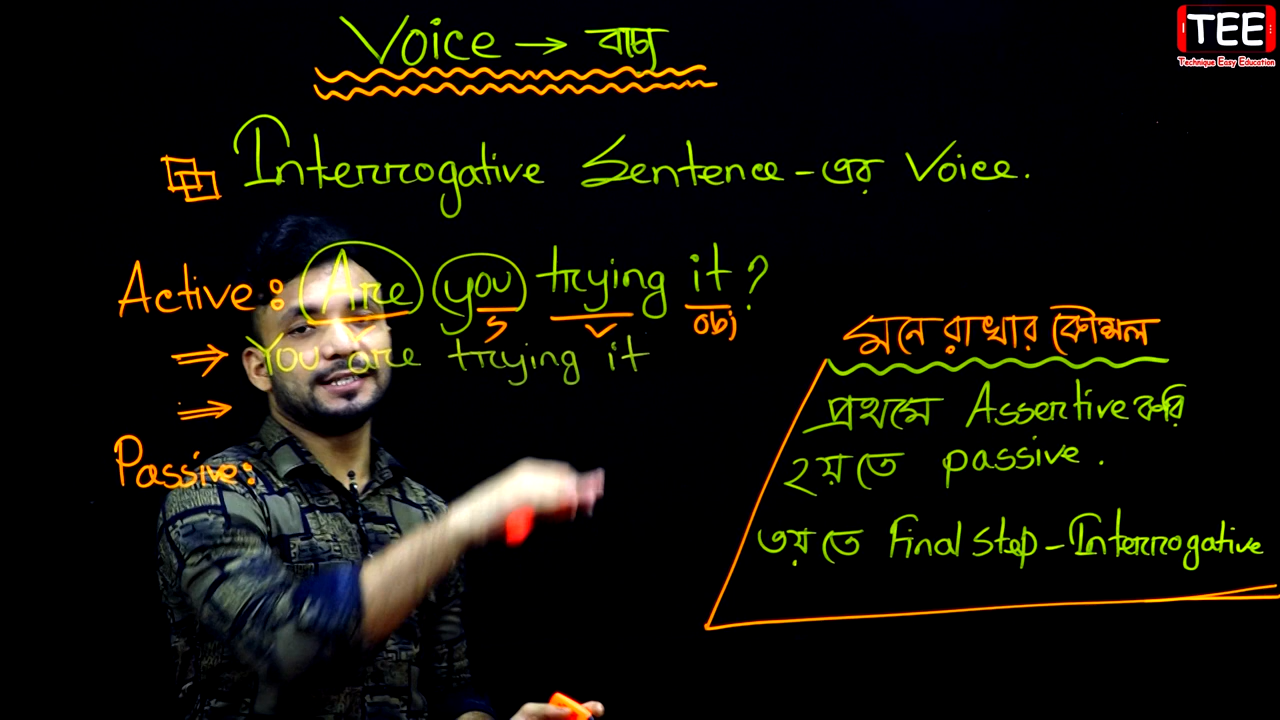 TEE
Technique Easy Education
Voice → বাচ্য
Interrogative Sentence-এর Voice.
Active: Are you trying it?
S V obj
⇒ You are trying it
⇒
Passive:
মনে রাখার কৌশল
প্রথমে Assertive করি
২য় তে passive.
৩য় তে Final Step - Interrogative